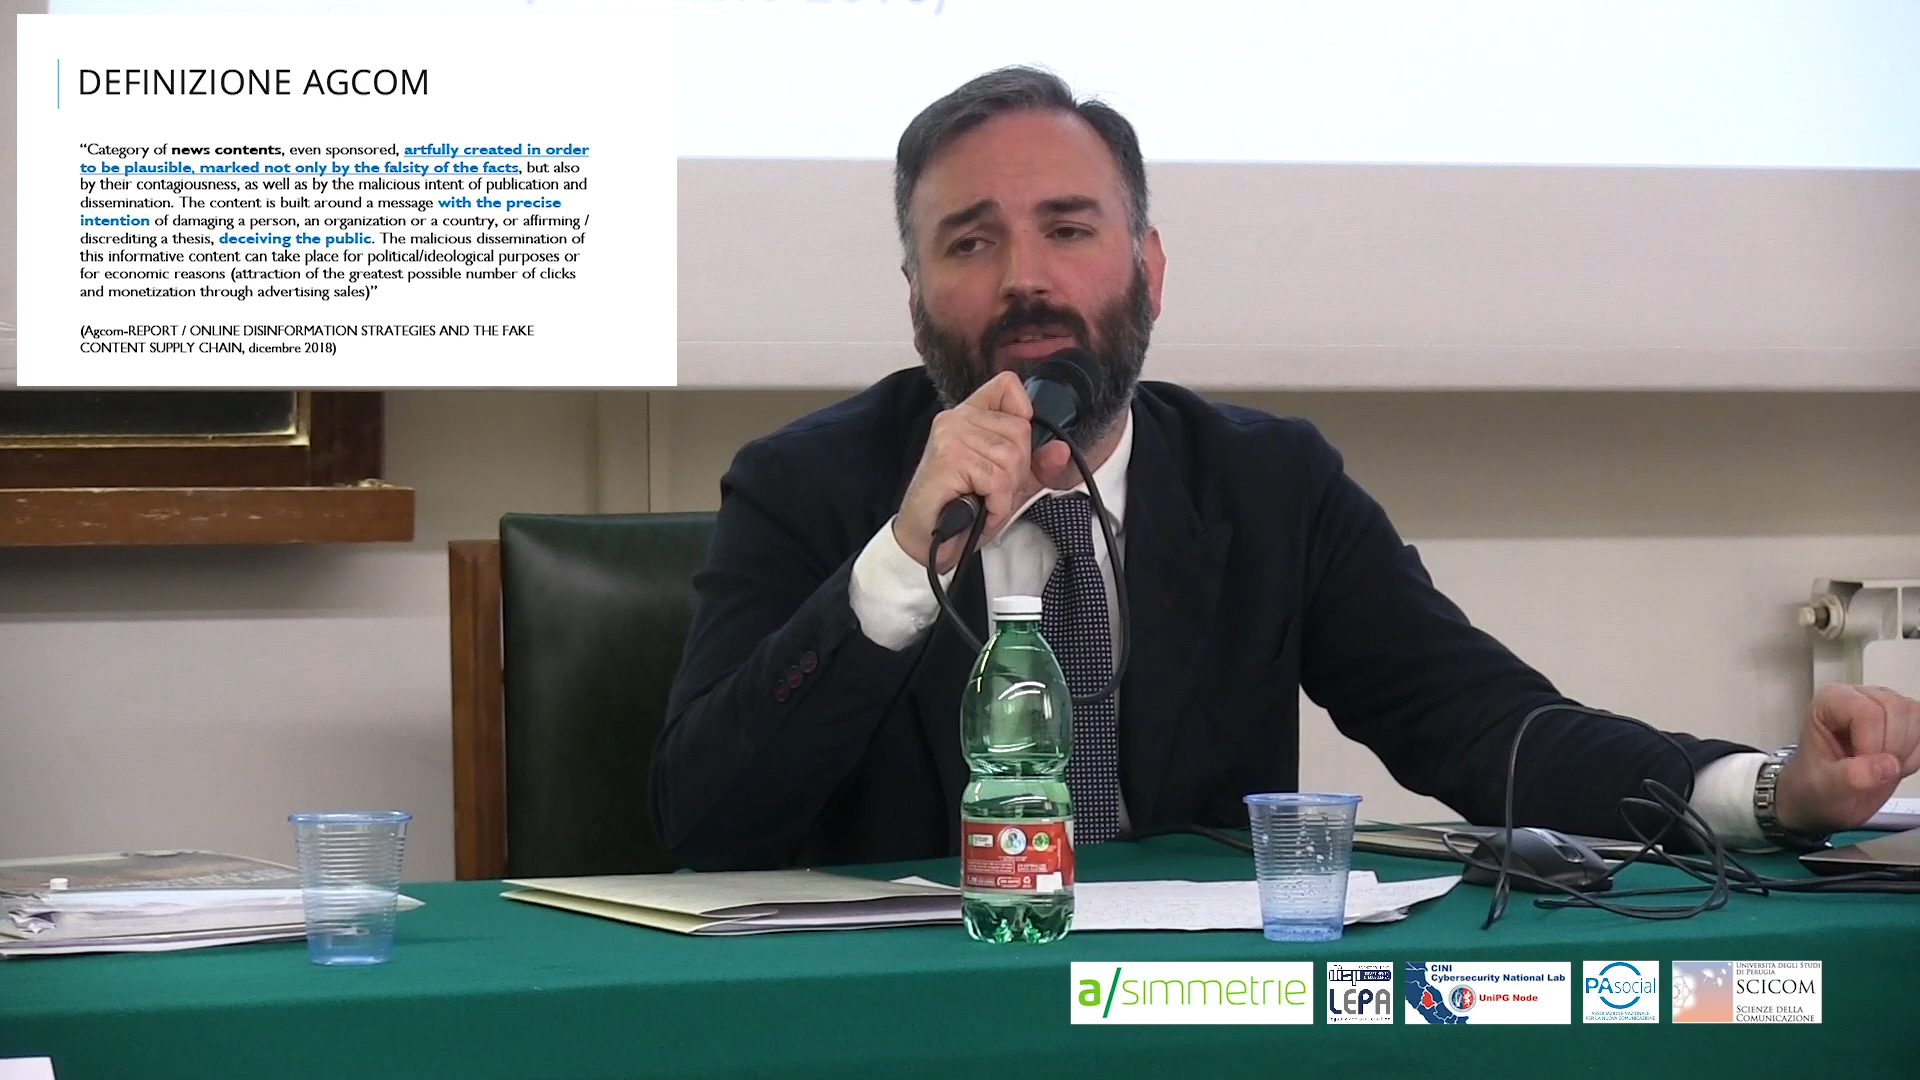 DEFINIZIONE AGCOM
“Category of news contents, even sponsored, artfully created in order
to be plausible, marked not only by the falsity of the facts, but also
by their contagiousness, as well as by the malicious intent of publication and
dissemination. The content is built around a message with the precise
intention of damaging a person, an organization or a country, or affirming /
discrediting a thesis, deceiving the public. The malicious dissemination of
this informative content can take place for political/ideological purposes or
for economic reasons (attraction of the greatest possible number of clicks
and monetization through advertising sales)”
(Agcom-REPORT / ONLINE DISINFORMATION STRATEGIES AND THE FAKE
CONTENT SUPPLY CHAIN, dicembre 2018)
a/simmetrie
LEPA
CINI
Cybersecurity National Lab
UniPG Node
PAsocial
ASSOCIAZIONE NAZIONALE
PER LA NUOVA COMUNICAZIONE
UNIVERSITÀ DEGLI STUDI
DI PERUGIA
SCICOM
SCIENZE DELLA
COMUNICAZIONE